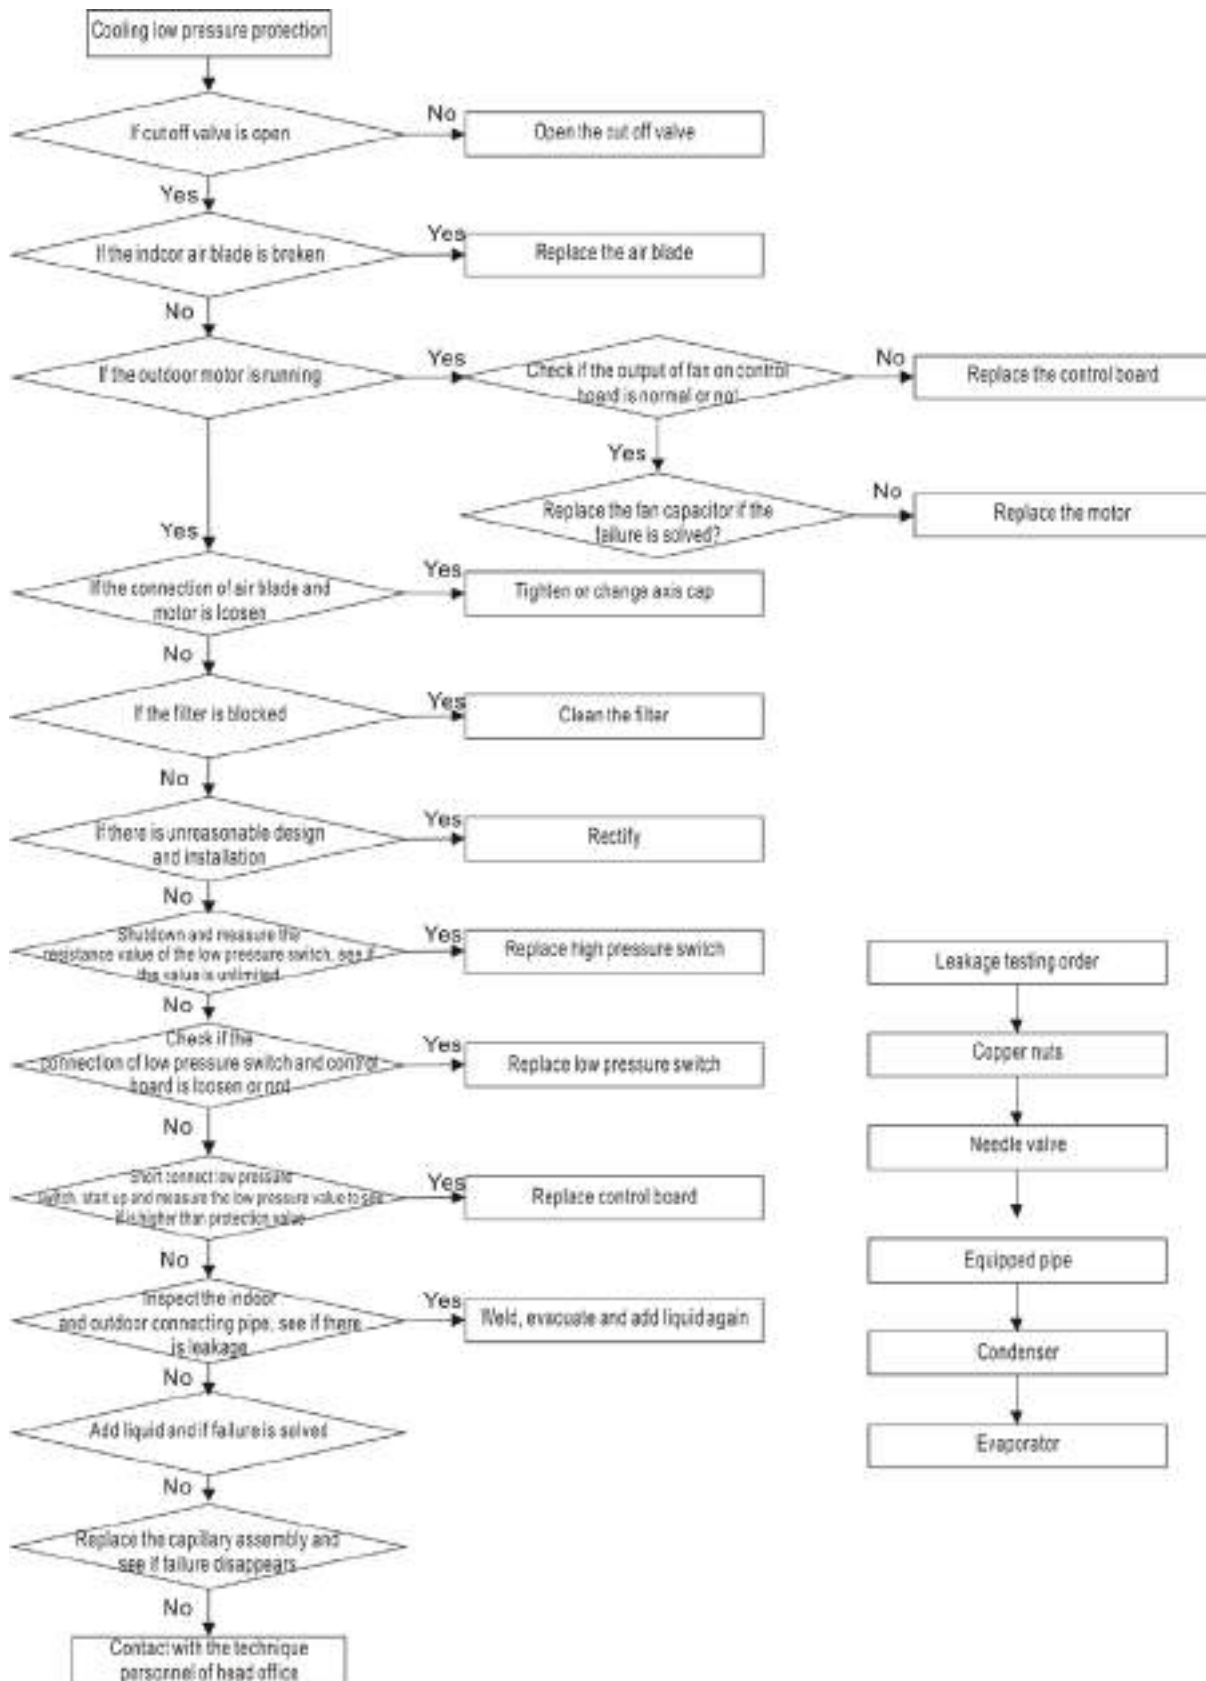 Cooling low pressure protection
If cut off valve is open
No
Open the cut off valve
Yes
If the indoor air blade is broken
Yes
Replace the air blade
No
If the outdoor motor is running
Yes
Check if the output of fan on control
board is normal or not
No
Replace the control board
Yes
Replace the fan capacitor if the
failure is solved?
No
Replace the motor
Yes
If the connection of air blade and
motor is loosen
Yes
Tighten or change axis cap
No
If the filter is blocked
Yes
Clean the filter
No
If there is unreasonable design
and installation
Yes
Rectify
No
Shutdown and measure the
resistance value of the low pressure switch, see if
the value is unlimited
Yes
Replace high pressure switch
No
Check if the
connection of low pressure switch and control
board is loosen or not
Yes
Replace low pressure switch
No
Short connect low pressure
switch, start up and measure the low pressure value to see
if is higher than protection value
Yes
Replace control board
No
Inspect the indoor
and outdoor connecting pipe, see if there
is leakage
Yes
Weld, evacuate and add liquid again
No
Add liquid and if failure is solved
No
Replace the capillary assembly and
see if failure disappears
No
Contact with the technique
personnel of head office
Leakage testing order
Copper nuts
Needle valve
Equipped pipe
Condenser
Evaporator